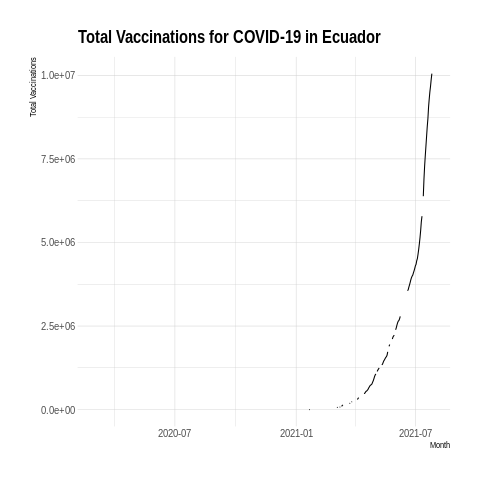 Total Vaccinations for COVID-19 in Ecuador
Total Vaccinations
1.0e+07
7.5e+06
5.0e+06
2.5e+06
0.0e+00
2020-07
2021-01
2021-07
Month